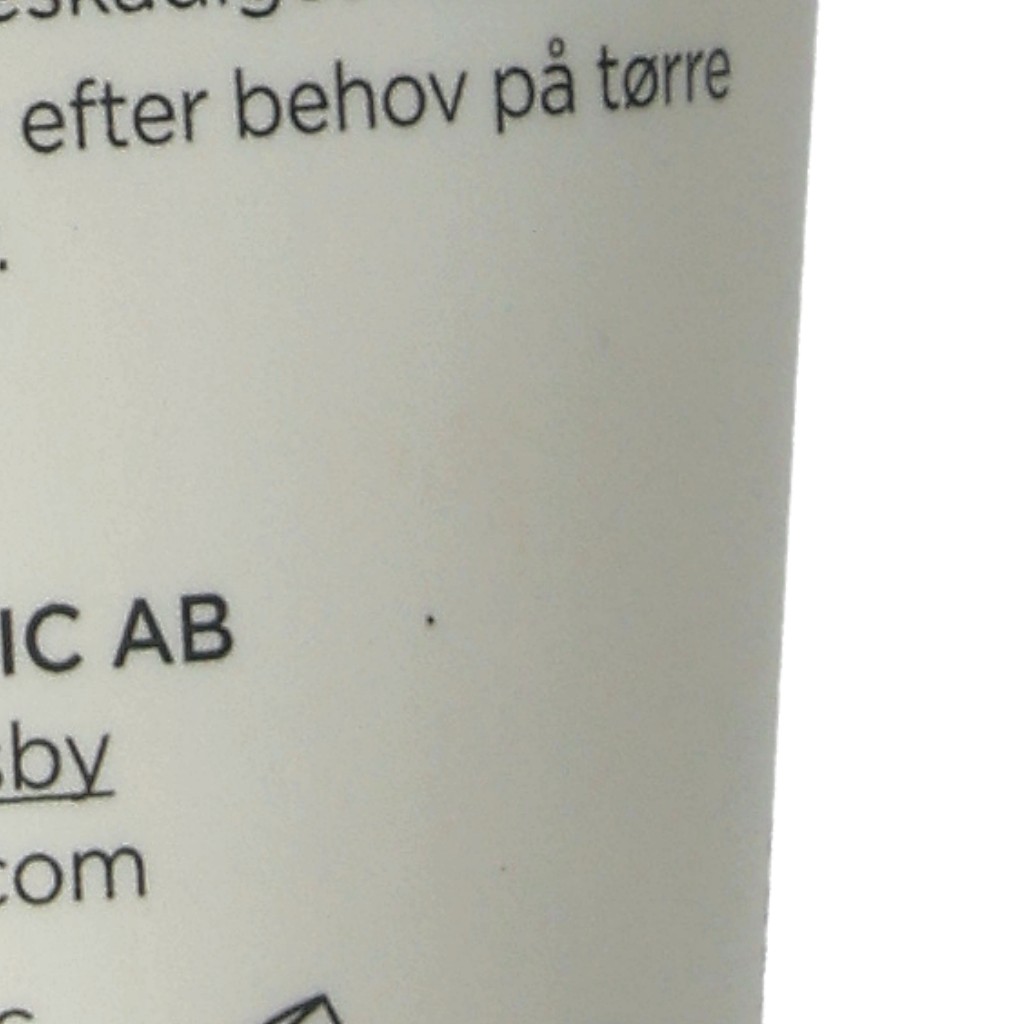 efter behov på tørre
.
IC AB
sby
.com